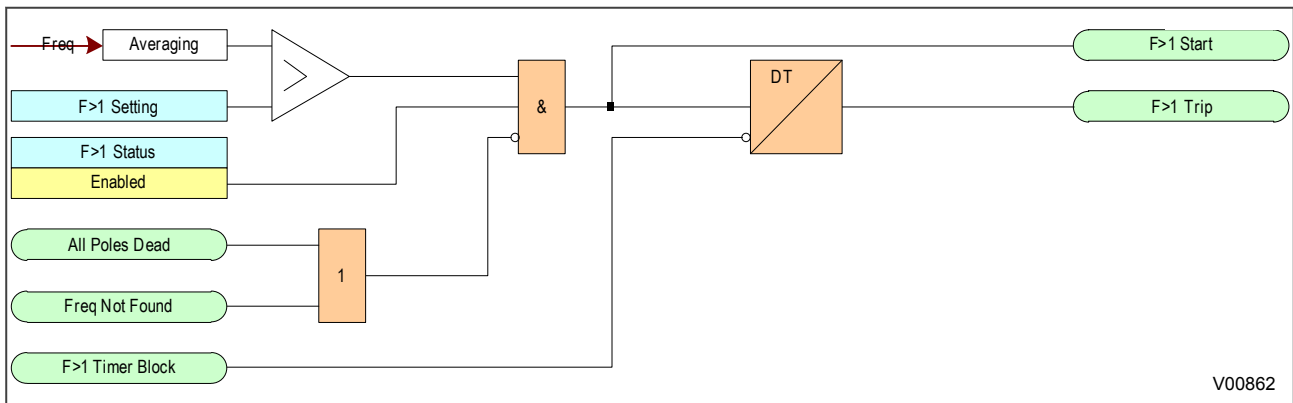 Freq
Averaging
F>1 Start
DT
F>1 Setting
>
&
F>1 Trip
F>1 Status
Enabled
All Poles Dead
1
Freq Not Found
F>1 Timer Block
V00862